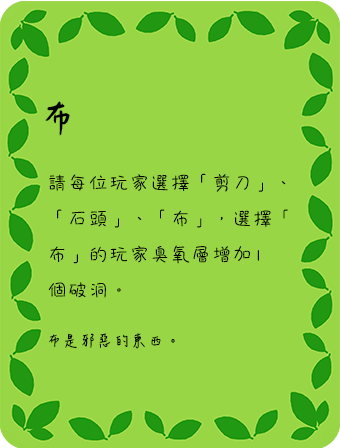 布
請每位玩家選擇「剪刀」、
「石頭」、「布」，選擇「
布」的玩家臭氧層增加1
個破洞。
布是邪惡的東西。